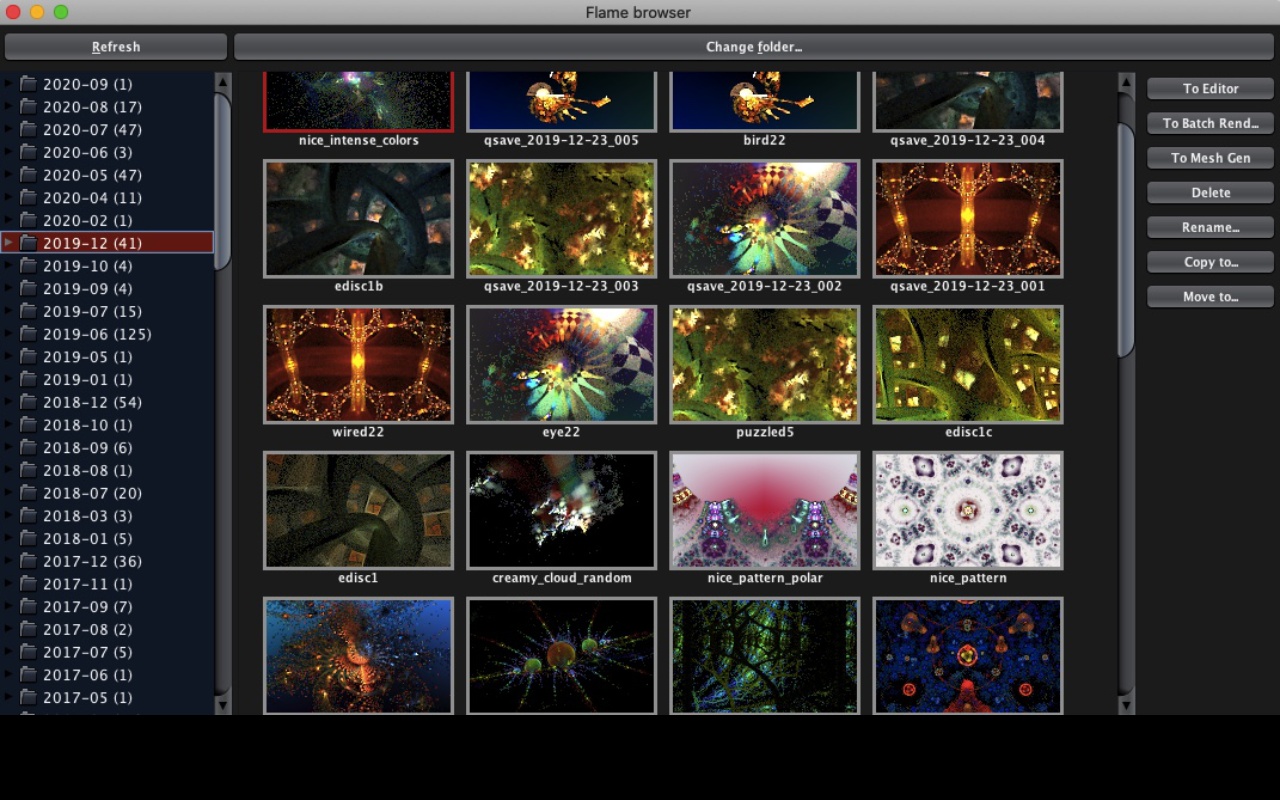 Flame browser
Refresh
Change folder...
2020-09 (1)
2020-08 (17)
2020-07 (47)
2020-06 (3)
2020-05 (47)
2020-04 (11)
2020-02 (1)
2019-12 (41)
2019-10 (4)
2019-09 (4)
2019-07 (15)
2019-06 (125)
2019-05 (1)
2019-01 (1)
2018-12 (54)
2018-10 (1)
2018-09 (6)
2018-08 (1)
2018-07 (20)
2018-03 (3)
2018-01 (5)
2017-12 (36)
2017-11 (1)
2017-09 (7)
2017-08 (2)
2017-07 (5)
2017-06 (1)
2017-05 (1)
nice_intense_colors
qsave_2019-12-23_005
bird22
qsave_2019-12-23_004
edisc1b
qsave_2019-12-23_003
qsave_2019-12-23_002
qsave_2019-12-23_001
wired22
eye22
puzzled5
edisc1c
edisc1
creamy_cloud_random
nice_pattern_polar
nice_pattern
To Editor
To Batch Rend...
To Mesh Gen
Delete
Rename...
Copy to...
Move to...